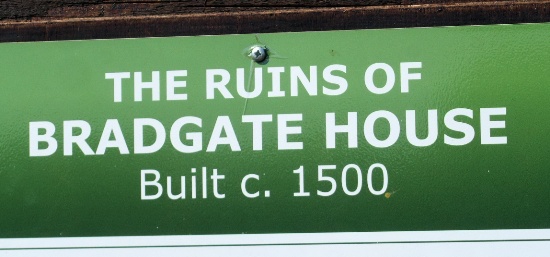 THE RUINS OF
BRADGATE HOUSE
Built c. 1500